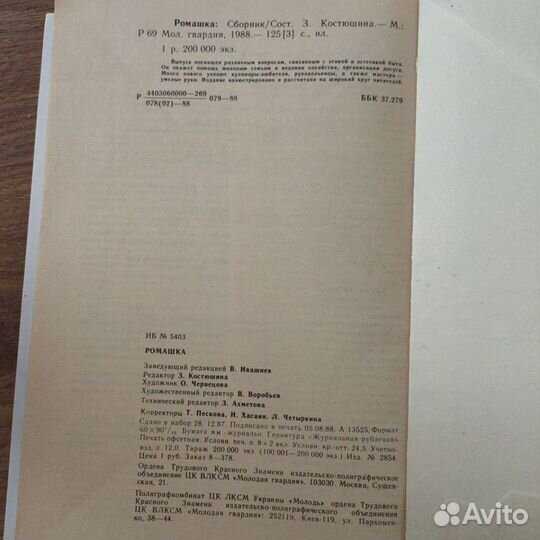 Ромашка: Сборник/Сост. З. Костюшина.— М.:
Р 69 Мол. гвардия, 1988.— 125[3] с., ил.
1 р. 200 000 экз.
Выпуск посвящен различным вопросам, связанным с этикой и эстетикой быта.
Он окажет помощь молодым семьям в ведении хозяйства, организации досуга.
Много нового узнают кулинары-любители, рукодельницы, а также мастера —
умелые руки. Издание иллюстрировано и рассчитано на широкий круг читателей.
Р 4403060000—269
078(02)—88 079—88
ББК 37.279
ИБ № 5403
РОМАШКА
Заведующий редакцией В. Ивашнев
Редактор З. Костюшина
Художник О. Червецова
Художественный редактор В. Воробьев
Технический редактор З. Ахметова
Корректоры Т. Пескова, Н. Хасаия, Л. Четыркина
Сдано в набор 28.12.87. Подписано в печать 05.08.88. А 13525. Формат
60×90¹/₁₆. Бумага журнальн. Гарнитура «Журнальная рубленая».
Печать офсетная. Условн. печ. л. 8+2 вкл. Условн. кр.-отт. 24,5. Учетно-
изд. л. 12,0. Тираж 200 000 экз. (100 001—200 000 экз.) Изд. № 2854.
Цена 1 руб. Заказ 8—378.
Ордена Трудового Красного Знамени издательско-полиграфическое
объединение ЦК ВЛКСМ «Молодая гвардия». 103030. Москва, Сущев-
ская, 21.
Полиграфкомбинат ЦК ЛКСМ Украины «Молодь» ордена Трудового
Красного Знамени издательско-полиграфического объединения
ЦК ВЛКСМ «Молодая гвардия»: 252119, Киев-119, ул. Пархомен-
ко, 38—44.
Avito